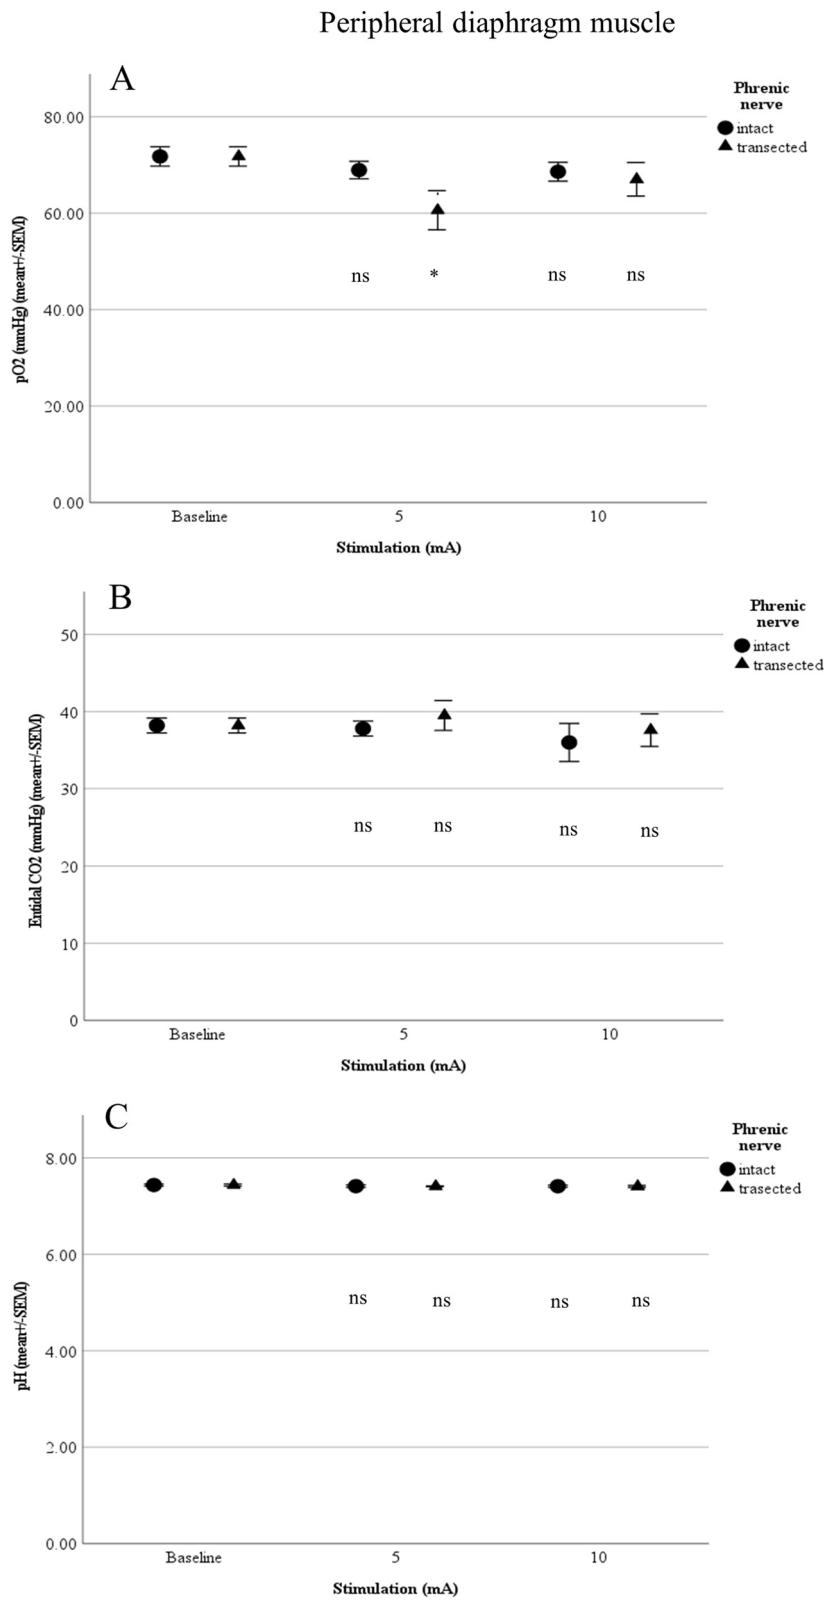 Peripheral diaphragm muscle
A
Phrenic
nerve
intact
transected
80.00
60.00
40.00
20.00
0.00
pO2 (mmHg) (mean+/-SEM)
ns
*
ns
ns
Baseline
5
10
Stimulation (mA)
B
Phrenic
nerve
intact
transected
50
40
30
20
10
0
Entidal CO2 (mmHg) (mean+/-SEM)
ns
ns
ns
ns
Baseline
5
10
Stimulation (mA)
C
Phrenic
nerve
intact
trasected
8.00
6.00
4.00
2.00
0.00
pH (mean+/-SEM)
ns
ns
ns
ns
Baseline
5
10
Stimulation (mA)